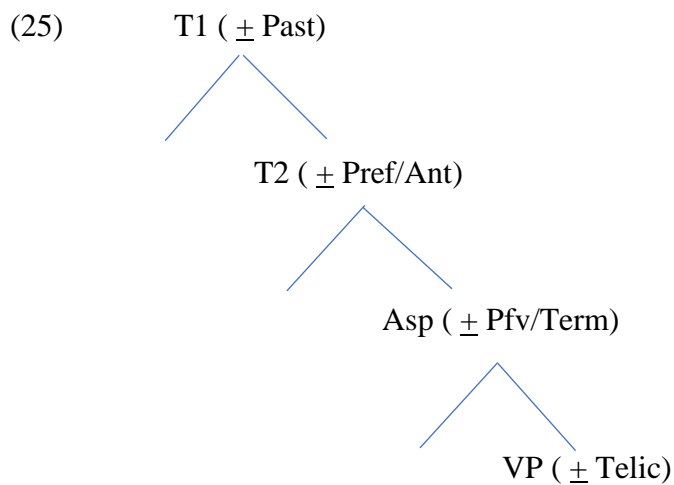 (25) T1 ( ± Past)
T2 ( ± Pref/Ant)
Asp ( ± Pfv/Term)
VP ( ± Telic)